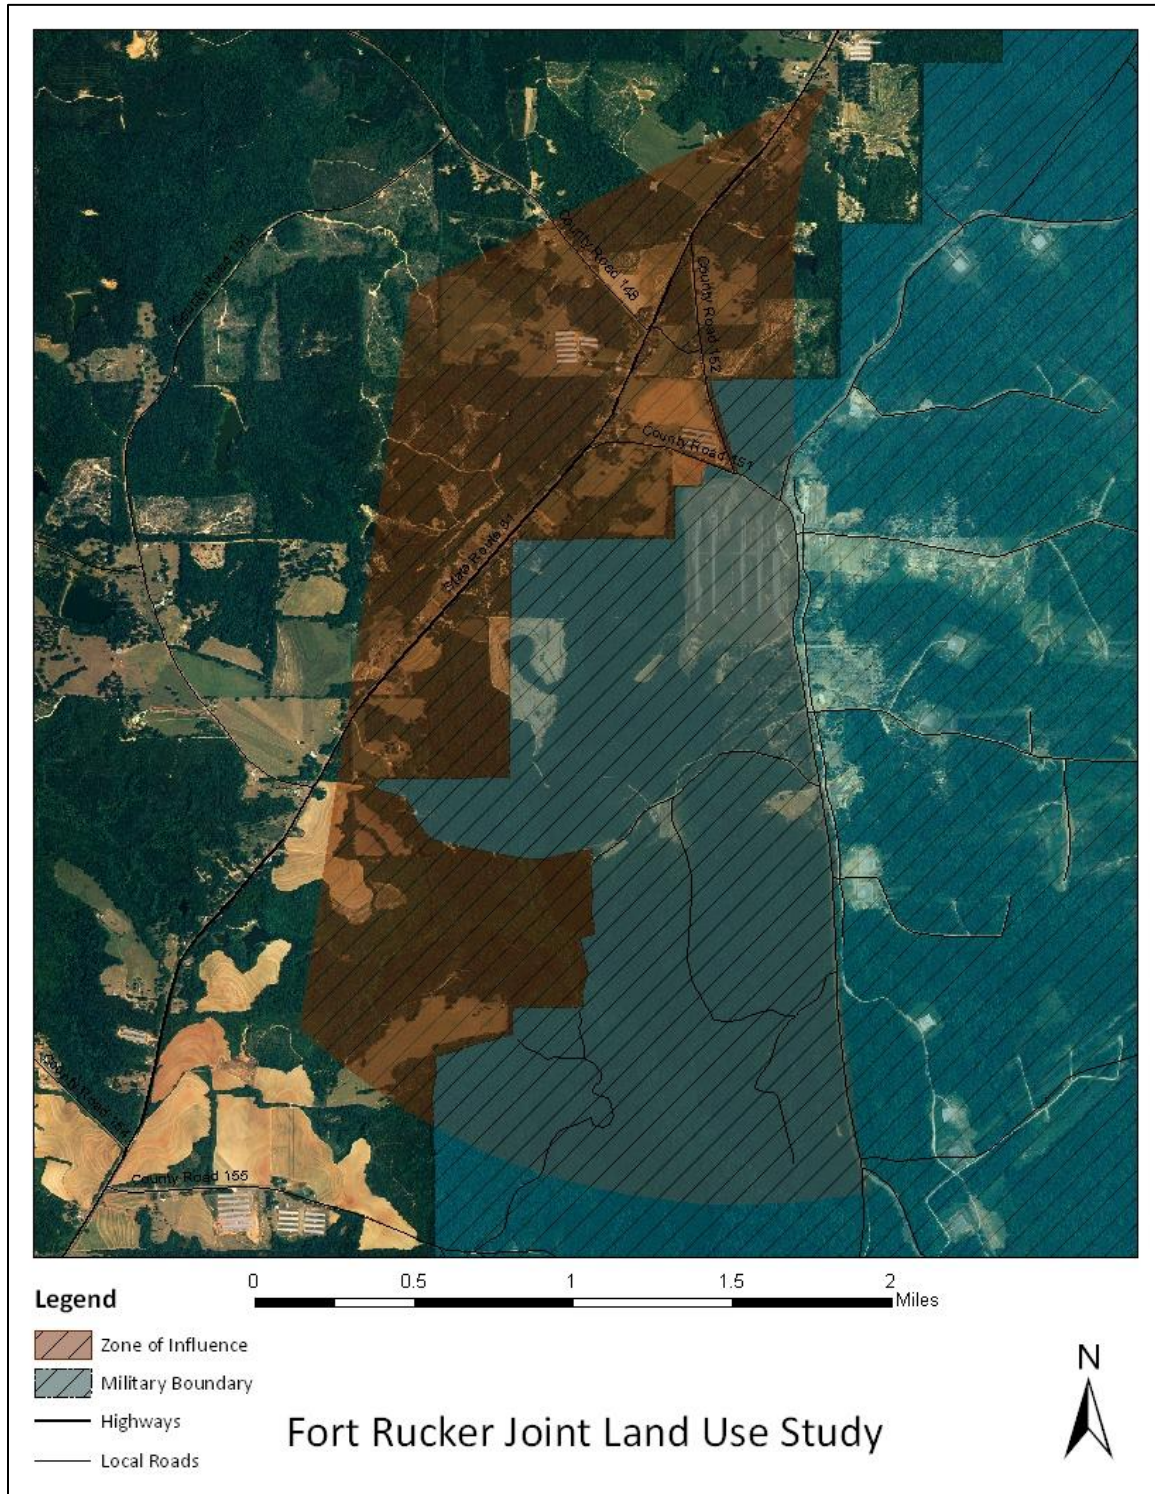 County Road 148
County Road 152
County Road 151
State Route 51
County Road 155
0 0.5 1 1.5 2
Miles
Legend
Zone of Influence
Military Boundary
Highways
Local Roads
N
Fort Rucker Joint Land Use Study